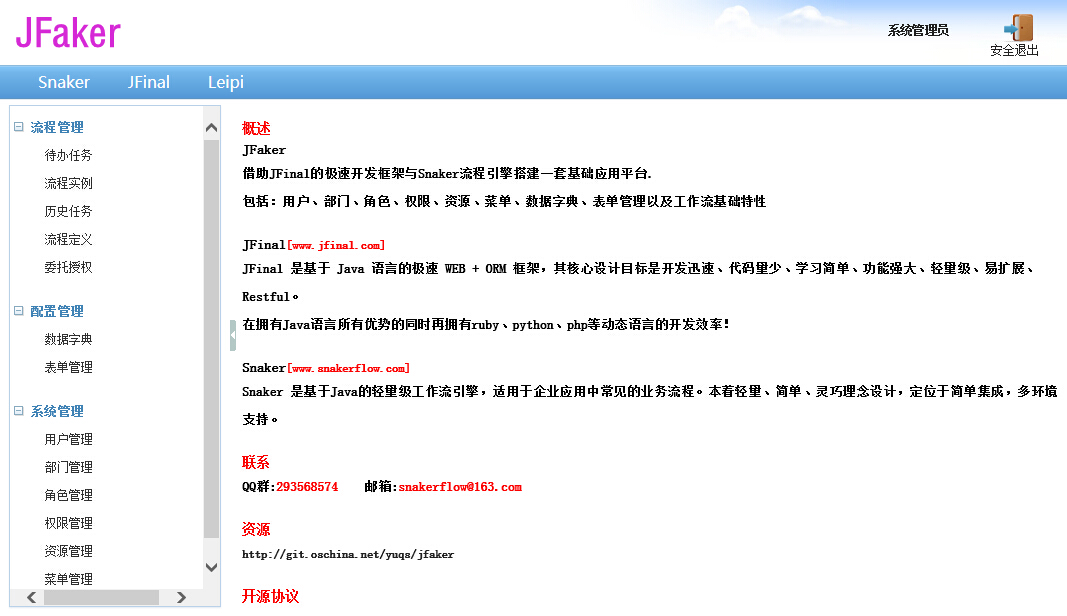 JFaker
系统管理员
安全退出
Snaker JFinal Leipi
流程管理
待办任务
流程实例
历史任务
流程定义
委托授权
配置管理
数据字典
表单管理
系统管理
用户管理
部门管理
角色管理
权限管理
资源管理
菜单管理
概述
JFaker
借助JFinal的极速开发框架与Snaker流程引擎搭建一套基础应用平台.
包括：用户、部门、角色、权限、资源、菜单、数据字典、表单管理以及工作流基础特性
JFinal[www.jfinal.com]
JFinal 是基于 Java 语言的极速 WEB + ORM 框架，其核心设计目标是开发迅速、代码量少、学习简单、功能强大、轻量级、易扩展、
Restful。
在拥有Java语言所有优势的同时再拥有ruby、python、php等动态语言的开发效率！
Snaker[www.snakerflow.com]
Snaker 是基于Java的轻量级工作流引擎，适用于企业应用中常见的业务流程。本着轻量、简单、灵巧理念设计，定位于简单集成，多环境
支持。
联系
QQ群:293568574 邮箱:snakerflow@163.com
资源
http://git.oschina.net/yuqs/jfaker
开源协议